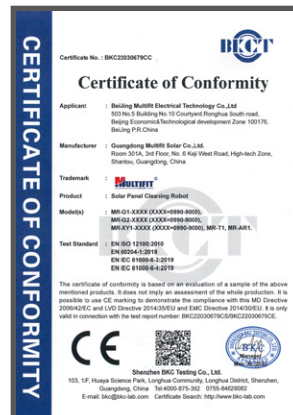 CERTIFICATE OF CONFORMITY
BKCT
Certificate No. : BKC22030679CC
Certificate of Conformity
Applicant : BeiJing Multifit Electrical Technology Co.,Ltd
503 No.5 Building No.10 Courtyard Ronghua South road,
Beijing Economic&Technological development Zone 100176,
BeiJing P.R.China
Manufacturer : Guangdong Multifit Solar Co.,Ltd.
Room 301A, 3rd Floor, No. 6 Keji West Road, High-tech Zone,
Shantou, Guangdong, China
Trademark : MULTIFIT
Product : Solar Panel Cleaning Robot
Model(s) : MR-G1-XXXX (XXXX=0990-9000),
MR-G2-XXXX (XXXX=0990-9000),
MR-XY1-XXXX (XXXX=0990-9000), MR-T1, MR-AR1.
Test Standard : EN ISO 12100:2010
EN 60204-1:2018
EN IEC 61000-6-2:2019
EN IEC 61000-6-4:2019
The certificate of conformity is based on an evaluation of a sample of the above
mentioned products. It does not imply an assessment of the whole production. It is
possible to use CE marking to demonstrate the compliance with this MD Directive
2006/42/EC and LVD Directive 2014/35/EU and EMC Directive 2014/30/EU. It is only
valid in connection with the test report number: BKC22030679CS/BKC22030679CE.
CE
BKC
Manager
Shenzhen BKC Testing Co., Ltd.
103, 1/F, Huaya Science Park, Longhua Community, Longhua District, Shenzhen,
Guangdong, China Tel:4000-875-382 0755-84829082
E-mail: bkc@bkc-lab.com Certificate Search: http://www.bkc-lab.com